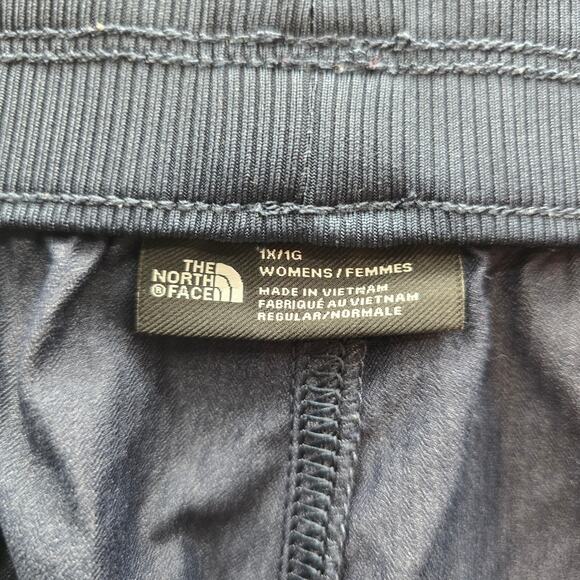 THE
NORTH
®FACE
1X/1G
WOMENS / FEMMES
MADE IN VIETNAM
FABRIQUÉ AU VIETNAM
REGULAR/NORMALE